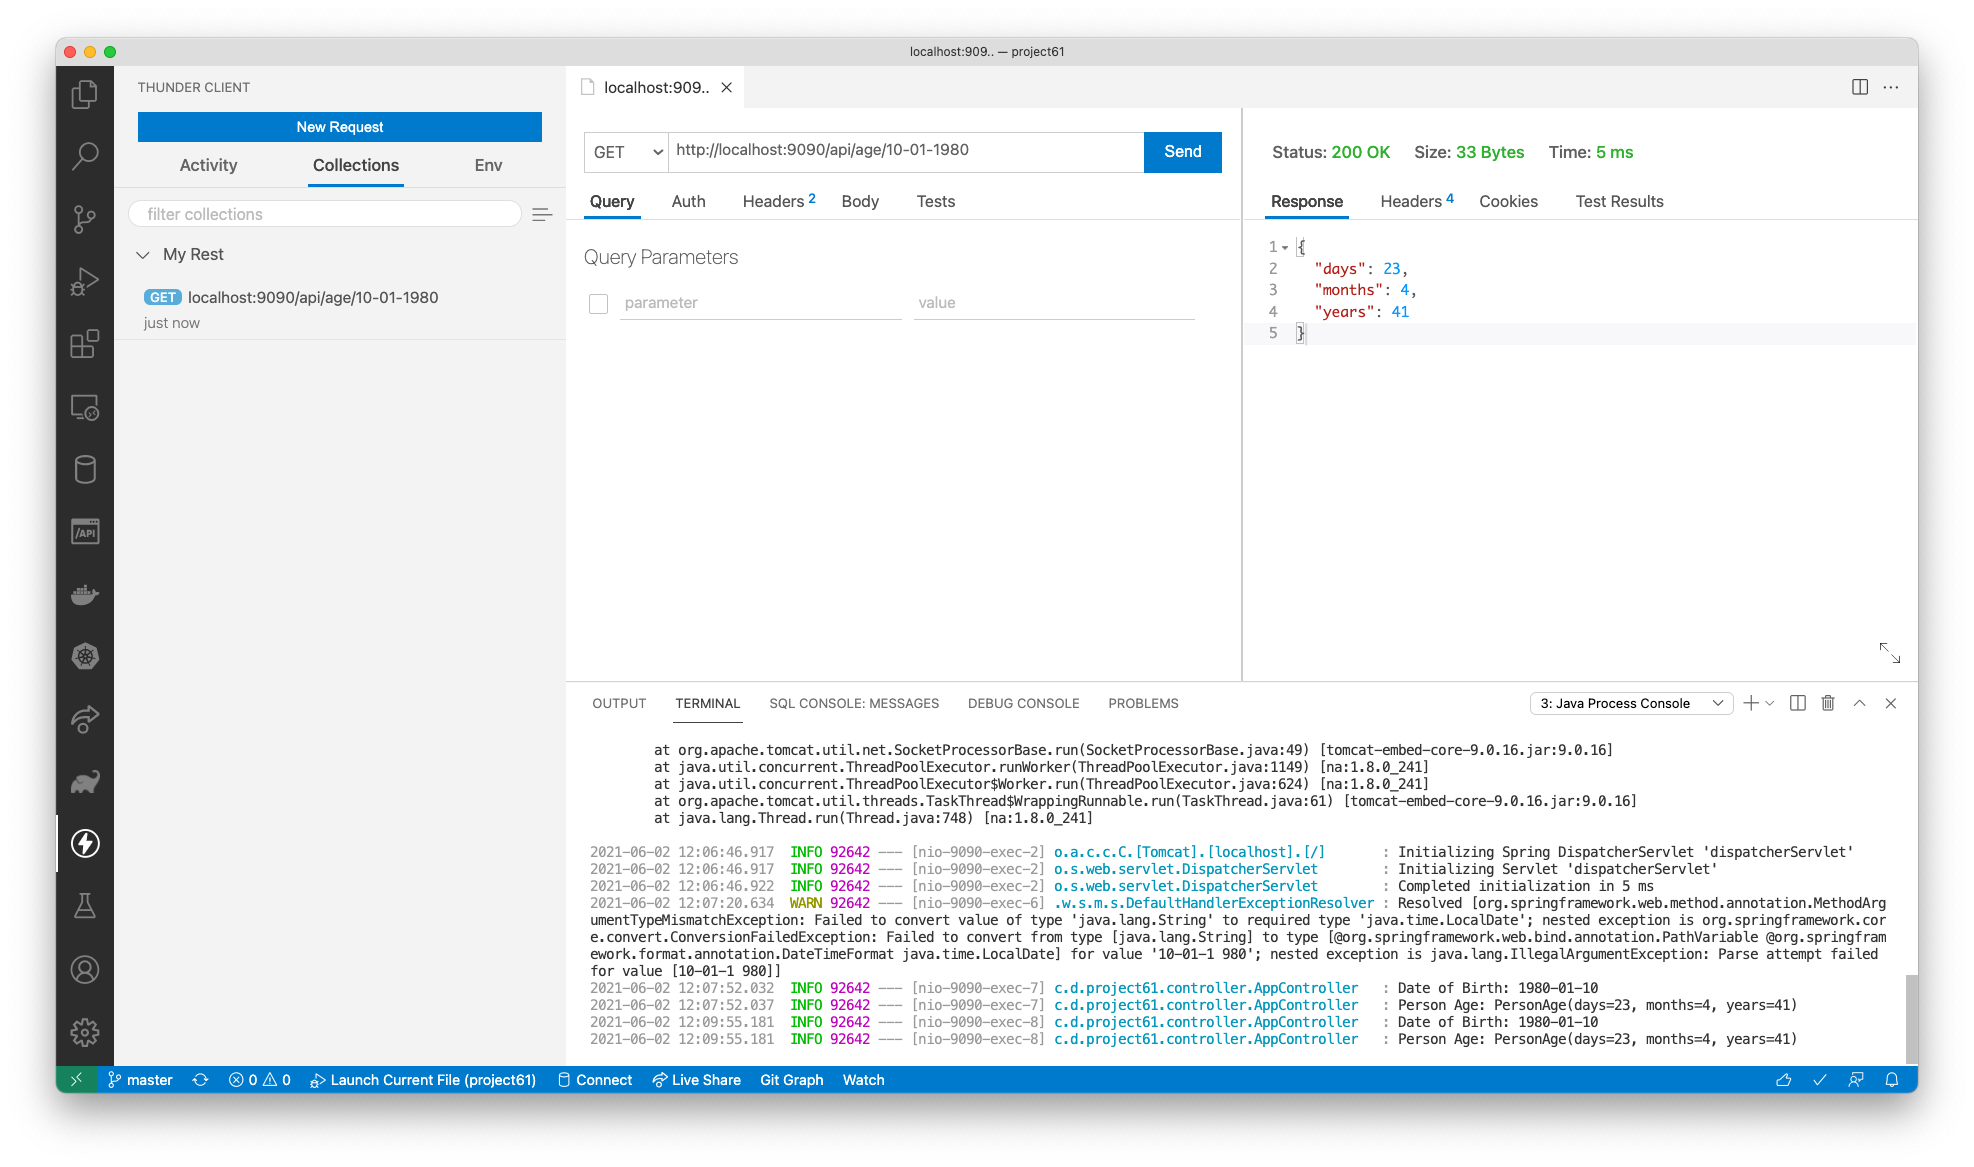 localhost:909.. — project61
THUNDER CLIENT
New Request
Activity Collections Env
filter collections
My Rest
GET localhost:9090/api/age/10-01-1980
just now
localhost:909..
GET http://localhost:9090/api/age/10-01-1980 Send
Query Auth Headers 2 Body Tests
Query Parameters
parameter value
Status: 200 OK Size: 33 Bytes Time: 5 ms
Response Headers 4 Cookies Test Results
1 {
2 "days": 23,
3 "months": 4,
4 "years": 41
5 }
/API
OUTPUT TERMINAL SQL CONSOLE: MESSAGES DEBUG CONSOLE PROBLEMS 3: Java Process Console
at org.apache.tomcat.util.net.SocketProcessorBase.run(SocketProcessorBase.java:49) [tomcat-embed-core-9.0.16.jar:9.0.16]
at java.util.concurrent.ThreadPoolExecutor.runWorker(ThreadPoolExecutor.java:1149) [na:1.8.0_241]
at java.util.concurrent.ThreadPoolExecutor$Worker.run(ThreadPoolExecutor.java:624) [na:1.8.0_241]
at org.apache.tomcat.util.threads.TaskThread$WrappingRunnable.run(TaskThread.java:61) [tomcat-embed-core-9.0.16.jar:9.0.16]
at java.lang.Thread.run(Thread.java:748) [na:1.8.0_241]
2021-06-02 12:06:46.917 INFO 92642 --- [nio-9090-exec-2] o.a.c.c.C.[Tomcat].[localhost].[/] : Initializing Spring DispatcherServlet 'dispatcherServlet'
2021-06-02 12:06:46.917 INFO 92642 --- [nio-9090-exec-2] o.s.web.servlet.DispatcherServlet : Initializing Servlet 'dispatcherServlet'
2021-06-02 12:06:46.922 INFO 92642 --- [nio-9090-exec-2] o.s.web.servlet.DispatcherServlet : Completed initialization in 5 ms
2021-06-02 12:07:20.634 WARN 92642 --- [nio-9090-exec-6] .w.s.m.s.DefaultHandlerExceptionResolver : Resolved [org.springframework.web.method.annotation.MethodArg
umentTypeMismatchException: Failed to convert value of type 'java.lang.String' to required type 'java.time.LocalDate'; nested exception is org.springframework.cor
e.convert.ConversionFailedException: Failed to convert from type [java.lang.String] to type [@org.springframework.web.bind.annotation.PathVariable @org.springfram
ework.format.annotation.DateTimeFormat java.time.LocalDate] for value '10-01-1 980'; nested exception is java.lang.IllegalArgumentException: Parse attempt failed
for value [10-01-1 980]]
2021-06-02 12:07:52.032 INFO 92642 --- [nio-9090-exec-7] c.d.project61.controller.AppController : Date of Birth: 1980-01-10
2021-06-02 12:07:52.037 INFO 92642 --- [nio-9090-exec-7] c.d.project61.controller.AppController : Person Age: PersonAge(days=23, months=4, years=41)
2021-06-02 12:09:55.181 INFO 92642 --- [nio-9090-exec-8] c.d.project61.controller.AppController : Date of Birth: 1980-01-10
2021-06-02 12:09:55.181 INFO 92642 --- [nio-9090-exec-8] c.d.project61.controller.AppController : Person Age: PersonAge(days=23, months=4, years=41)
master 0 0 Launch Current File (project61) Connect Live Share Git Graph Watch